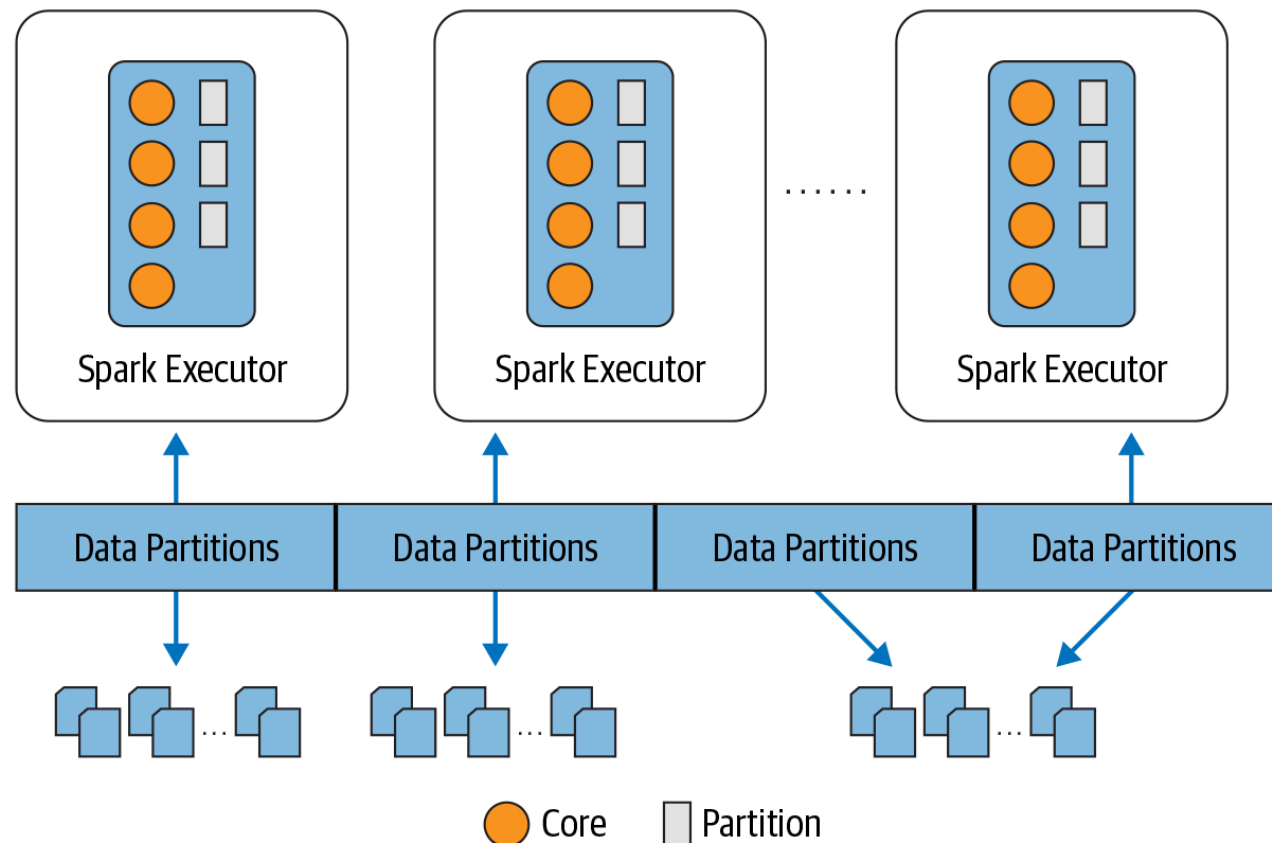 Spark Executor
Spark Executor
......
Spark Executor
Data Partitions
Data Partitions
Data Partitions
Data Partitions
...
...
...
Core
Partition